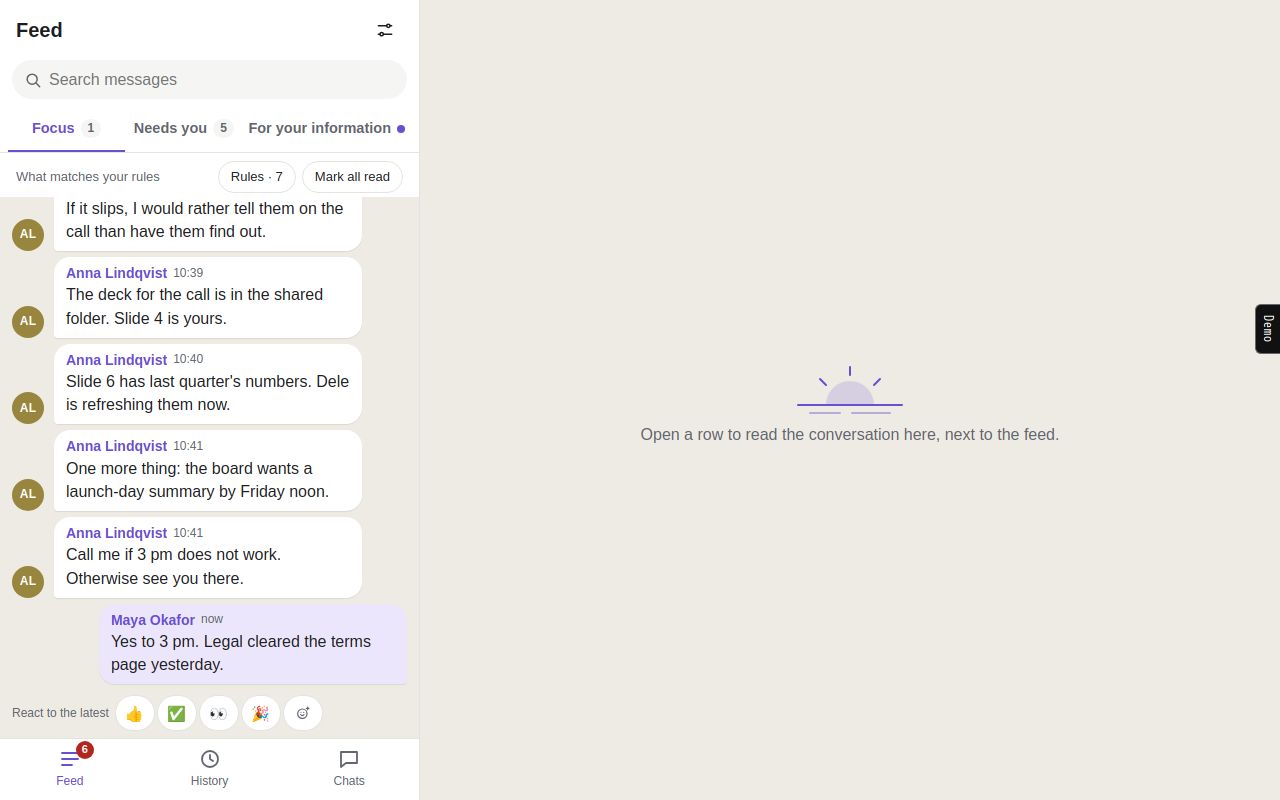 Feed
Search messages
Focus 1 Needs you 5 For your information
What matches your rules Rules · 7 Mark all read
If it slips, I would rather tell them on the
call than have them find out.
AL
Anna Lindqvist 10:39
The deck for the call is in the shared
folder. Slide 4 is yours.
AL
Anna Lindqvist 10:40
Slide 6 has last quarter's numbers. Dele
is refreshing them now.
AL
Anna Lindqvist 10:41
One more thing: the board wants a
launch-day summary by Friday noon.
AL
Anna Lindqvist 10:41
Call me if 3 pm does not work.
Otherwise see you there.
AL
Maya Okafor now
Yes to 3 pm. Legal cleared the terms
page yesterday.
React to the latest
6
Feed History Chats
Open a row to read the conversation here, next to the feed.
Demo